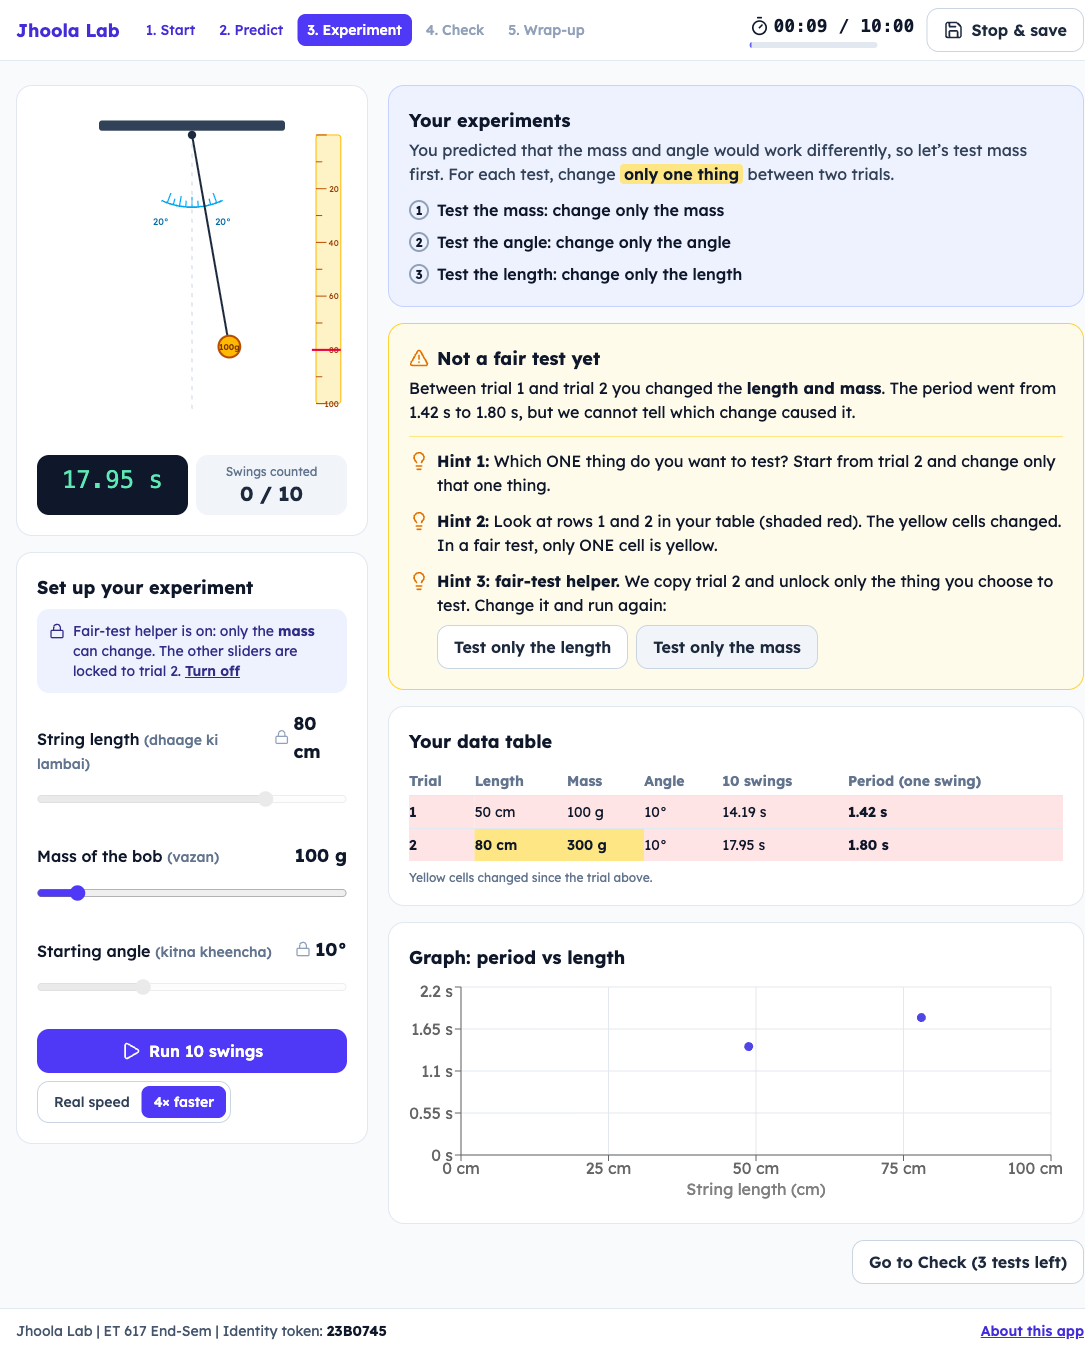 Jhoola Lab
1. Start
2. Predict
3. Experiment
4. Check
5. Wrap-up
00:09 / 10:00
Stop & save
20
40
60
80
100
20°
20°
100g
17.95 s
Swings counted
0 / 10
Set up your experiment
Fair-test helper is on: only the mass
can change. The other sliders are
locked to trial 2. Turn off
String length (dhaage ki
lambai)
80
cm
Mass of the bob (vazan)
100 g
Starting angle (kitna kheencha)
10°
Run 10 swings
Real speed
4× faster
Your experiments
You predicted that the mass and angle would work differently, so let's test mass
first. For each test, change only one thing between two trials.
1 Test the mass: change only the mass
2 Test the angle: change only the angle
3 Test the length: change only the length
Not a fair test yet
Between trial 1 and trial 2 you changed the length and mass. The period went from
1.42 s to 1.80 s, but we cannot tell which change caused it.
Hint 1: Which ONE thing do you want to test? Start from trial 2 and change only
that one thing.
Hint 2: Look at rows 1 and 2 in your table (shaded red). The yellow cells changed.
In a fair test, only ONE cell is yellow.
Hint 3: fair-test helper. We copy trial 2 and unlock only the thing you choose to
test. Change it and run again:
Test only the length
Test only the mass
Your data table
Trial Length Mass Angle 10 swings Period (one swing)
1 50 cm 100 g 10° 14.19 s 1.42 s
2 80 cm 300 g 10° 17.95 s 1.80 s
Yellow cells changed since the trial above.
Graph: period vs length
2.2 s
1.65 s
1.1 s
0.55 s
0 s
0 cm 25 cm 50 cm 75 cm 100 cm
String length (cm)
Go to Check (3 tests left)
Jhoola Lab | ET 617 End-Sem | Identity token: 23B0745
About this app